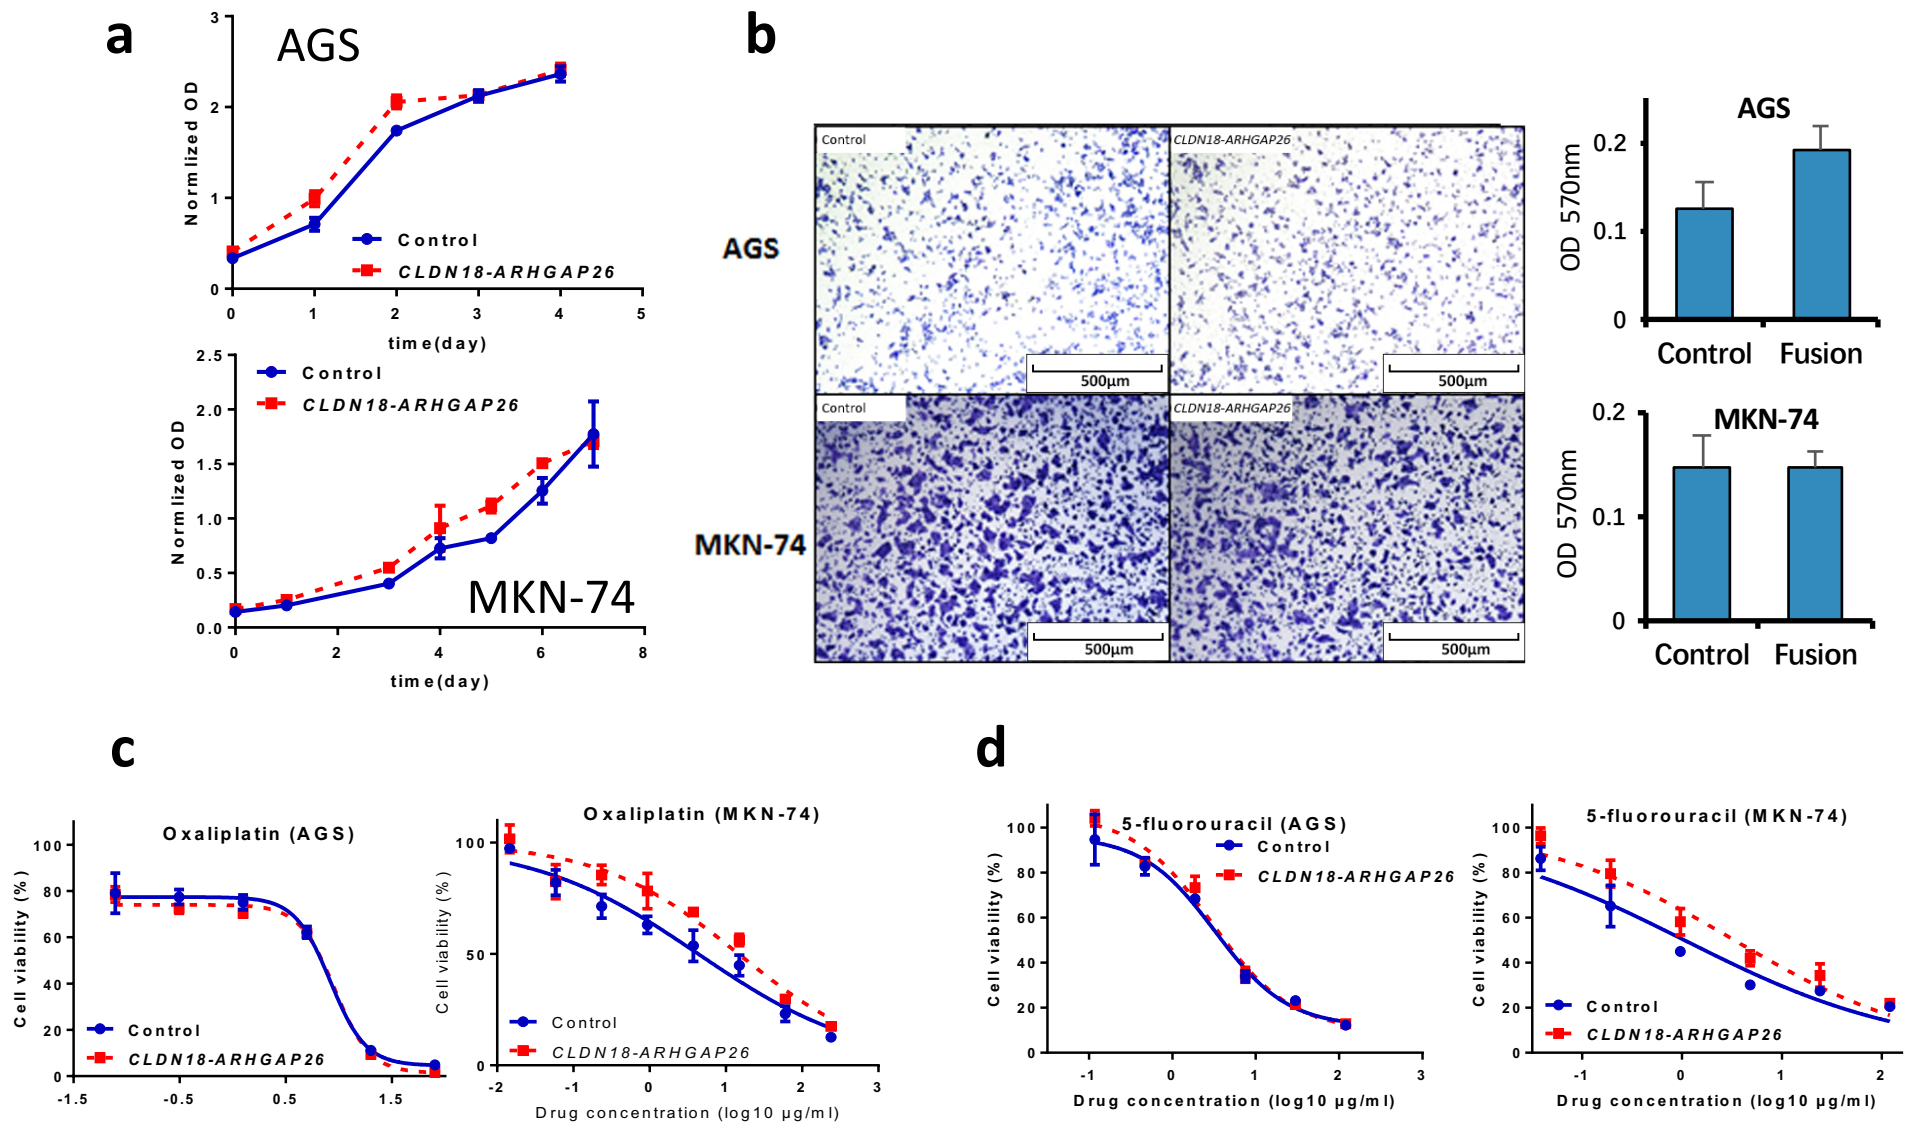 a
AGS
3
2
1
0
Normlized OD
Control
CLDN18-ARHGAP26
0 1 2 3 4 5
time(day)
2.5
2.0
1.5
1.0
0.5
0.0
Normlized OD
Control
CLDN18-ARHGAP26
MKN-74
0 2 4 6 8
time(day)
b
Control
CLDN18-ARHGAP26
AGS
500µm
500µm
Control
CLDN18-ARHGAP26
MKN-74
500µm
500µm
AGS
0.2
0.1
0
OD 570nm
Control Fusion
MKN-74
0.2
0.1
0
OD 570nm
Control Fusion
c
Oxaliplatin (AGS)
100
80
60
40
20
0
Cell viability (%)
Control
CLDN18-ARHGAP26
-1.5 -0.5 0.5 1.5
Oxaliplatin (MKN-74)
100
50
0
Cell viability (%)
Control
CLDN18-ARHGAP26
-2 -1 0 1 2 3
Drug concentration (log10 µg/ml)
d
5-fluorouracil (AGS)
100
80
60
40
20
0
Cell viability (%)
Control
CLDN18-ARHGAP26
-1 0 1 2 3
Drug concentration (log10 µg/ml)
5-fluorouracil (MKN-74)
100
80
60
40
20
0
Cell viability (%)
Control
CLDN18-ARHGAP26
-1 0 1 2
Drug concentration (log10 µg/ml)